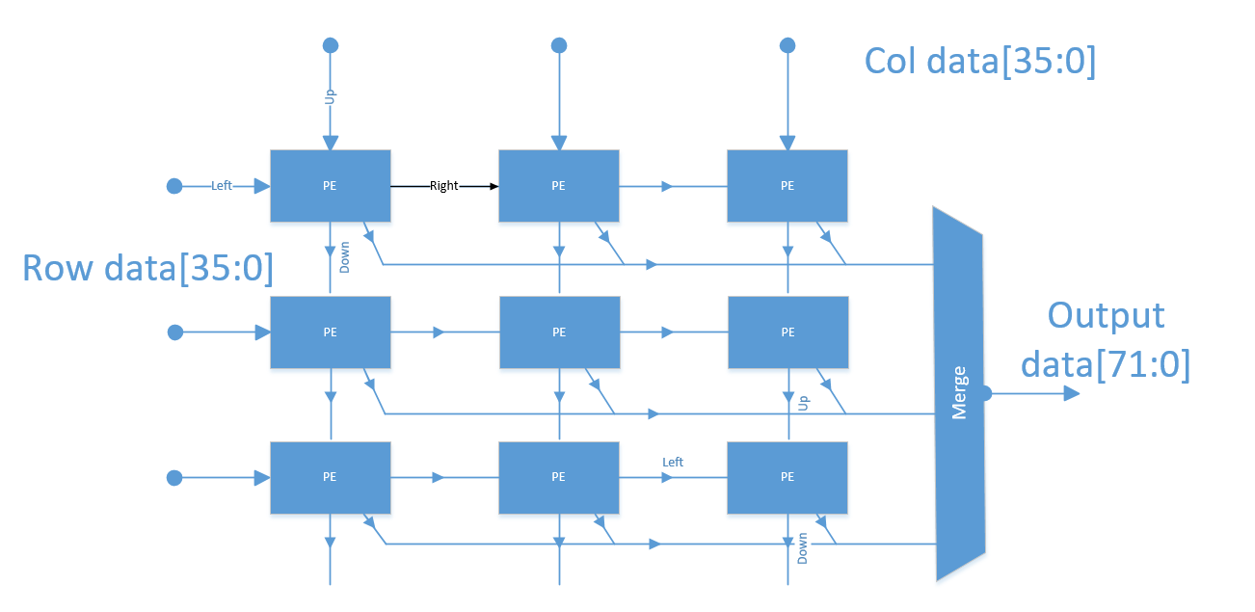 Col data[35:0]
Up
PE
PE
PE
Left
Right
Down
Row data[35:0]
PE
PE
PE
Output
data[71:0]
Merge
Up
PE
PE
Left
PE
Down